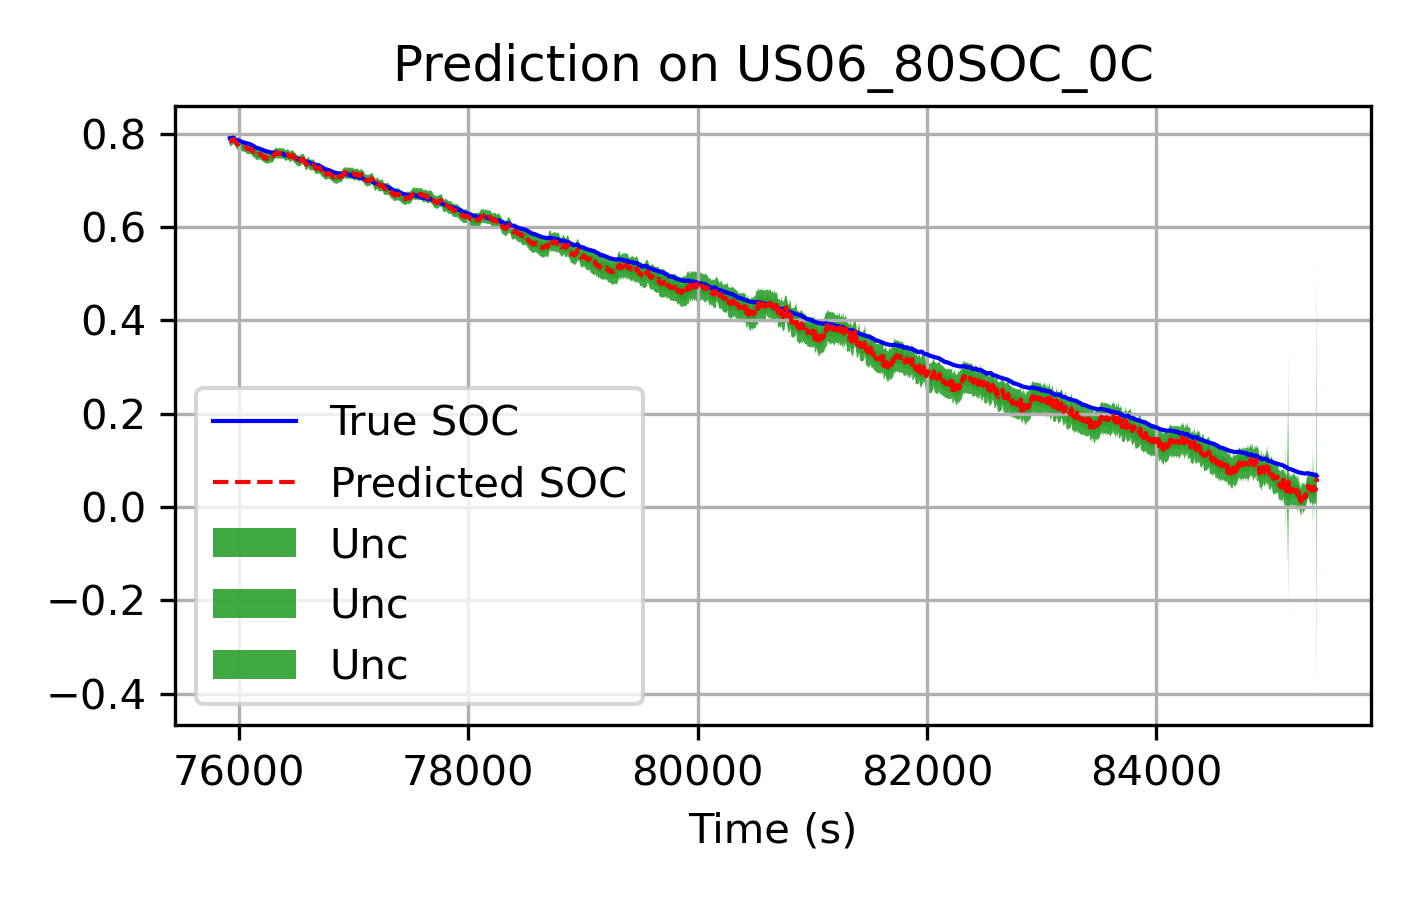 Prediction on US06_80SOC_0C
0.8
0.6
0.4
0.2
0.0
−0.2
−0.4
True SOC
Predicted SOC
Unc
Unc
Unc
76000 78000 80000 82000 84000
Time (s)